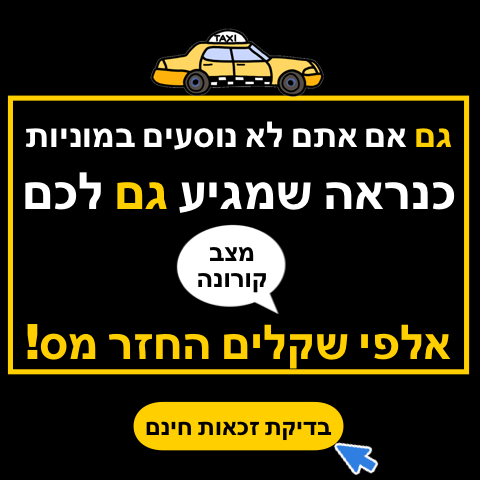 TAXI
גם אם אתם לא נוסעים במוניות
כנראה שמגיע גם לכם
מצב
קורונה
אלפי שקלים החזר מס!
בדיקת זכאות חינם